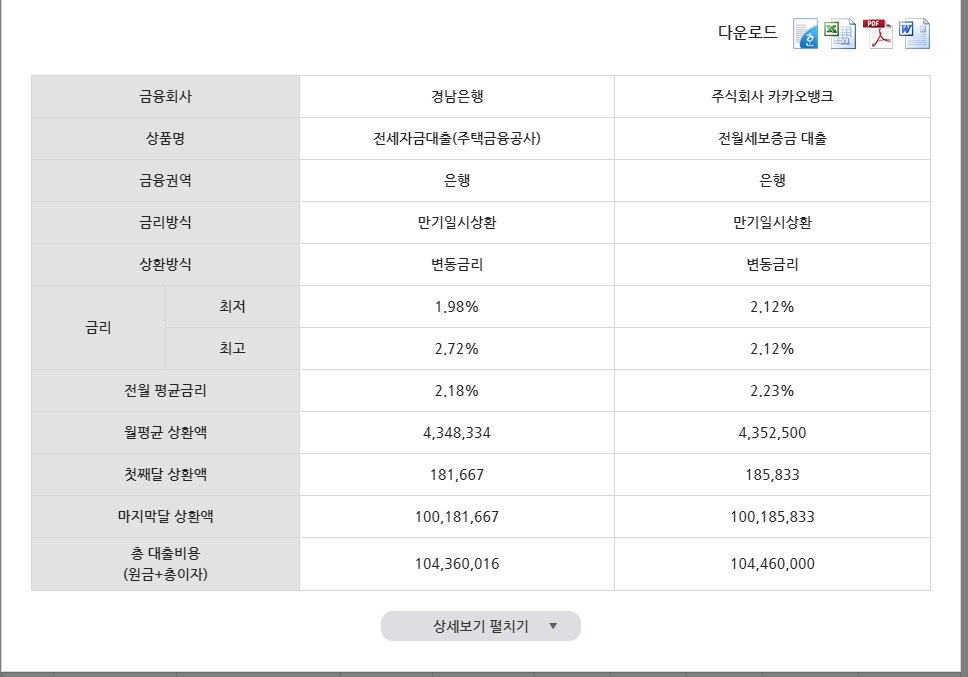 다운로드
PDF
금융회사 경남은행 주식회사 카카오뱅크
상품명 전세자금대출(주택금융공사) 전월세보증금 대출
금융권역 은행 은행
금리방식 만기일시상환 만기일시상환
상환방식 변동금리 변동금리
금리 최저 1.98% 2.12%
최고 2.72% 2.12%
전월 평균금리 2.18% 2.23%
월평균 상환액 4,348,334 4,352,500
첫째달 상환액 181,667 185,833
마지막달 상환액 100,181,667 100,185,833
총 대출비용
(원금+총이자) 104,360,016 104,460,000
상세보기 펼치기 ▼